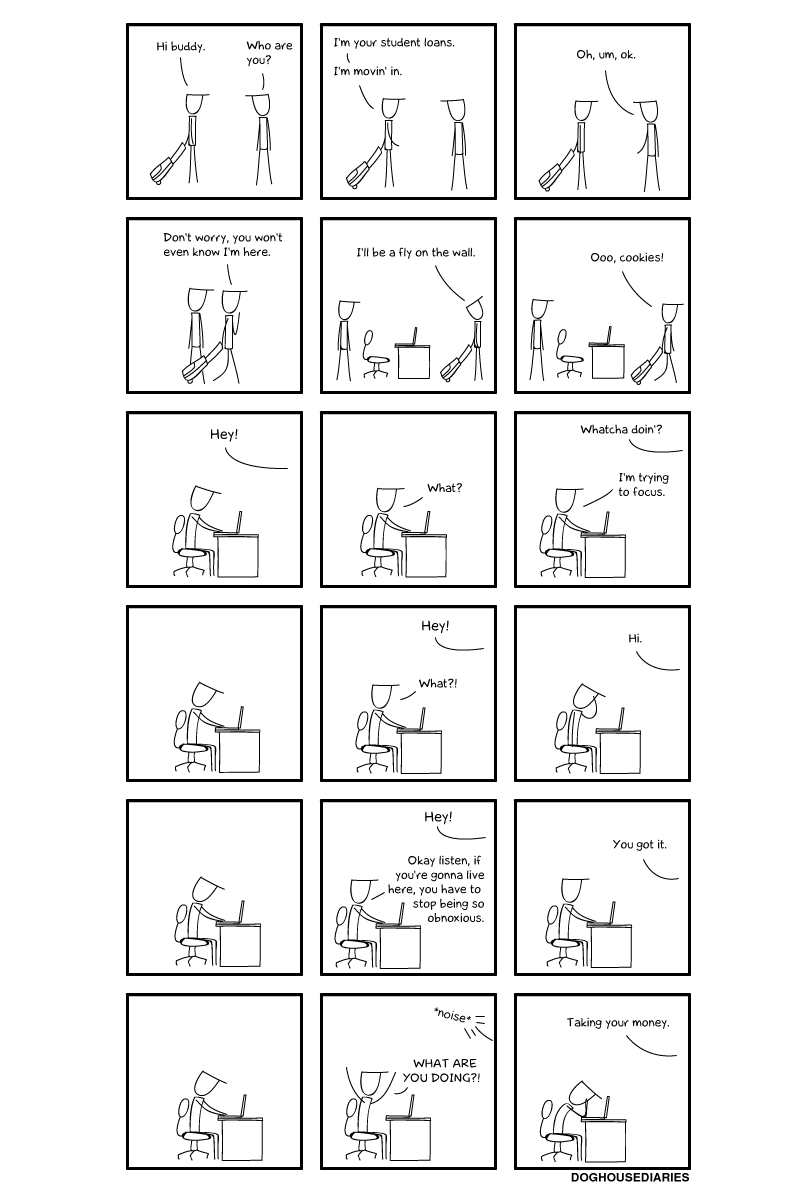 Hi buddy.
Who are
you?
I'm your student loans.
I'm movin' in.
Oh, um, ok.
Don't worry, you won't
even know I'm here.
I'll be a fly on the wall.
Ooo, cookies!
Hey!
What?
Whatcha doin'?
I'm trying
to focus.
Hey!
What?!
Hi.
Hey!
Okay listen, if
you're gonna live
here, you have to
stop being so
obnoxious.
You got it.
*noise*
WHAT ARE
YOU DOING?!
Taking your money.
DOGHOUSEDIARIES